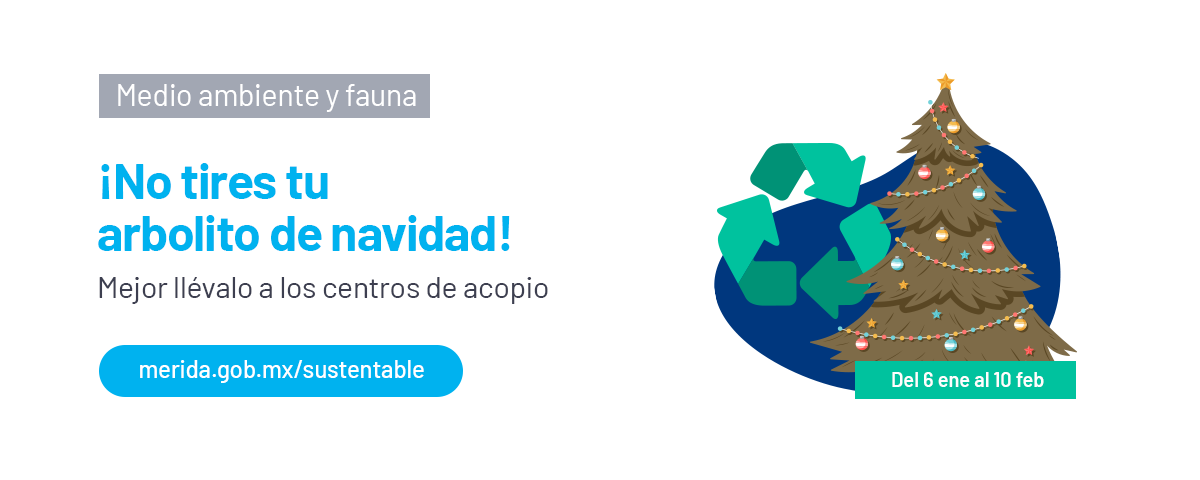 Medio ambiente y fauna
¡No tires tu
arbolito de navidad!
Mejor llévalo a los centros de acopio
merida.gob.mx/sustentable
Del 6 ene al 10 feb